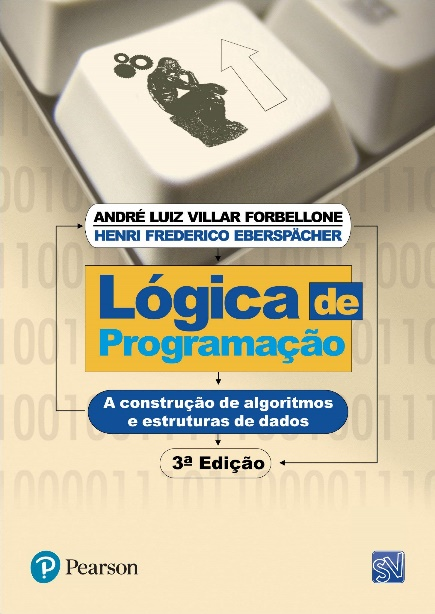 ANDRÉ LUIZ VILLAR FORBELLONE
HENRI FREDERICO EBERSPÄCHER
Lógica de
Programação
A construção de algoritmos
e estruturas de dados
3ª Edição
Pearson
SV